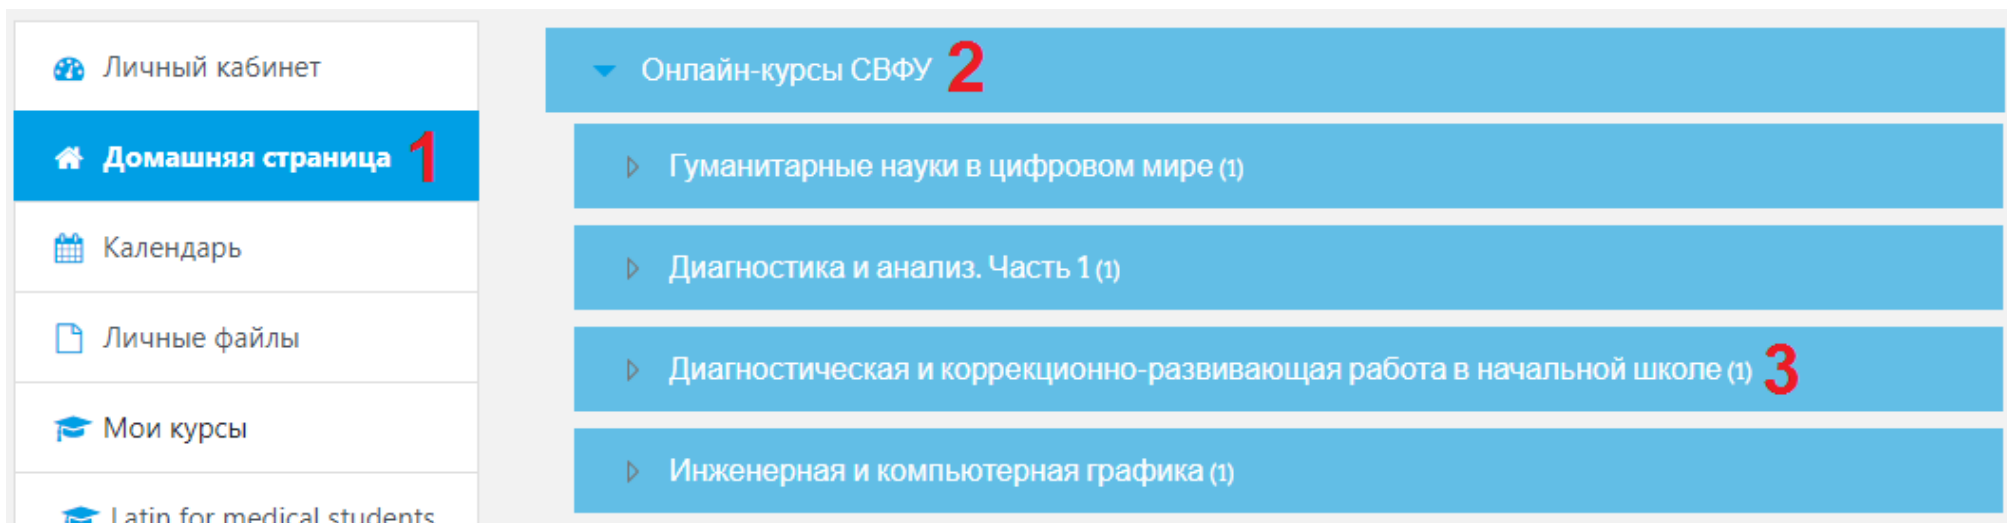 Личный кабинет
Домашняя страница 1
Календарь
Личные файлы
Мои курсы
Latin for medical students
Онлайн-курсы СВФУ 2
Гуманитарные науки в цифровом мире (1)
Диагностика и анализ. Часть 1 (1)
Диагностическая и коррекционно-развивающая работа в начальной школе (1) 3
Инженерная и компьютерная графика (1)